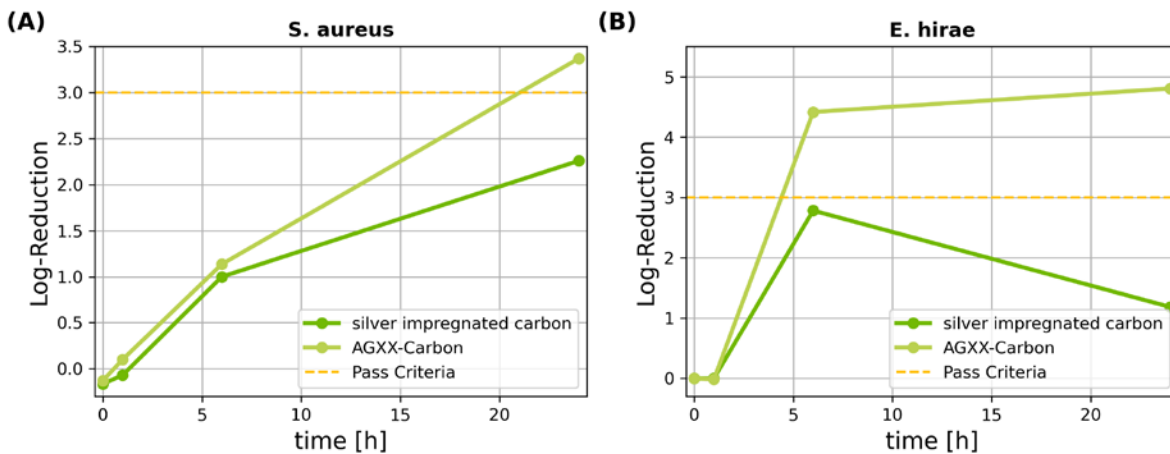 (A)
S. aureus
Log-Reduction
3.5
3.0
2.5
2.0
1.5
1.0
0.5
0.0
silver impregnated carbon
AGXX-Carbon
Pass Criteria
0 5 10 15 20
time [h]
(B)
E. hirae
Log-Reduction
5
4
3
2
1
0
silver impregnated carbon
AGXX-Carbon
Pass Criteria
0 5 10 15 20
time [h]